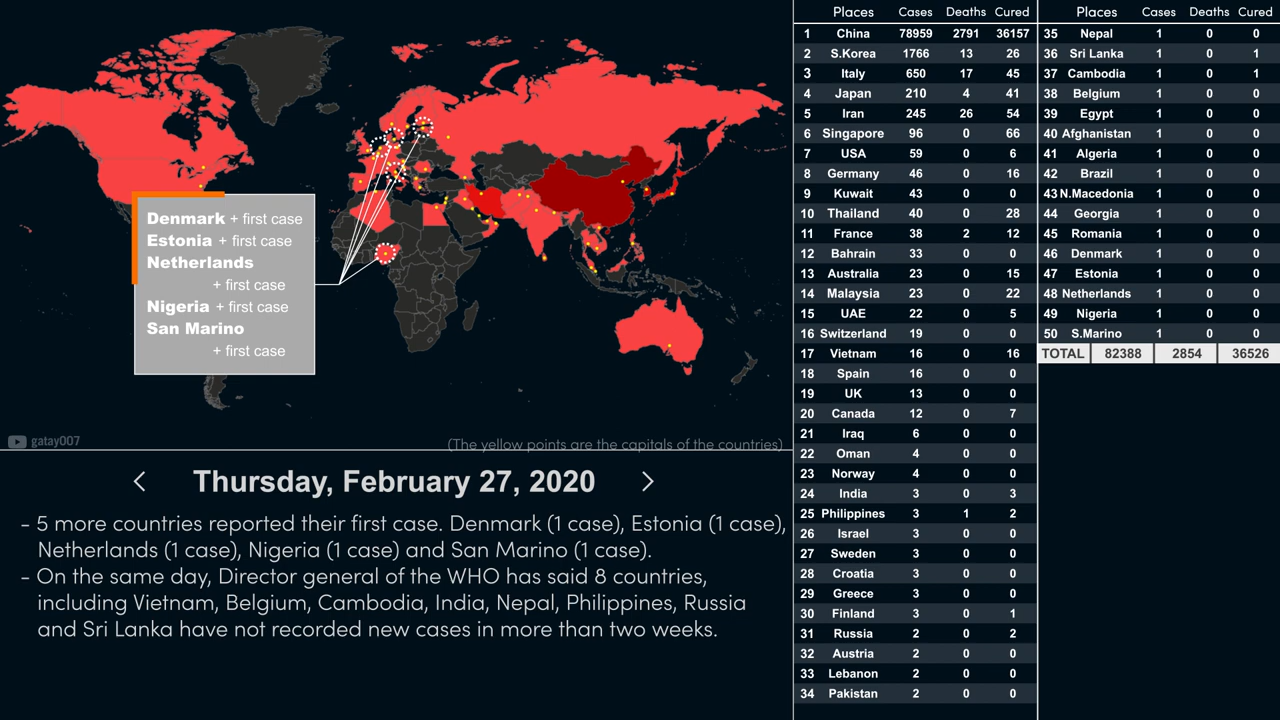 Denmark + first case
Estonia + first case
Netherlands
+ first case
Nigeria + first case
San Marino
+ first case
gatay007
(The yellow points are the capitals of the countries)
Thursday, February 27, 2020
- 5 more countries reported their first case. Denmark (1 case), Estonia (1 case),
Netherlands (1 case), Nigeria (1 case) and San Marino (1 case).
- On the same day, Director general of the WHO has said 8 countries,
including Vietnam, Belgium, Cambodia, India, Nepal, Philippines, Russia
and Sri Lanka have not recorded new cases in more than two weeks.
Places Cases Deaths Cured
1 China 78959 2791 36157
2 S.Korea 1766 13 26
3 Italy 650 17 45
4 Japan 210 4 41
5 Iran 245 26 54
6 Singapore 96 0 66
7 USA 59 0 6
8 Germany 46 0 16
9 Kuwait 43 0 0
10 Thailand 40 0 28
11 France 38 2 12
12 Bahrain 33 0 0
13 Australia 23 0 15
14 Malaysia 23 0 22
15 UAE 22 0 5
16 Switzerland 19 0 0
17 Vietnam 16 0 16
18 Spain 16 0 0
19 UK 13 0 0
20 Canada 12 0 7
21 Iraq 6 0 0
22 Oman 4 0 0
23 Norway 4 0 0
24 India 3 0 3
25 Philippines 3 1 2
26 Israel 3 0 0
27 Sweden 3 0 0
28 Croatia 3 0 0
29 Greece 3 0 0
30 Finland 3 0 1
31 Russia 2 0 2
32 Austria 2 0 0
33 Lebanon 2 0 0
34 Pakistan 2 0 0
Places Cases Deaths Cured
35 Nepal 1 0 0
36 Sri Lanka 1 0 1
37 Cambodia 1 0 1
38 Belgium 1 0 0
39 Egypt 1 0 0
40 Afghanistan 1 0 0
41 Algeria 1 0 0
42 Brazil 1 0 0
43 N.Macedonia 1 0 0
44 Georgia 1 0 0
45 Romania 1 0 0
46 Denmark 1 0 0
47 Estonia 1 0 0
48 Netherlands 1 0 0
49 Nigeria 1 0 0
50 S.Marino 1 0 0
TOTAL 82388 2854 36526